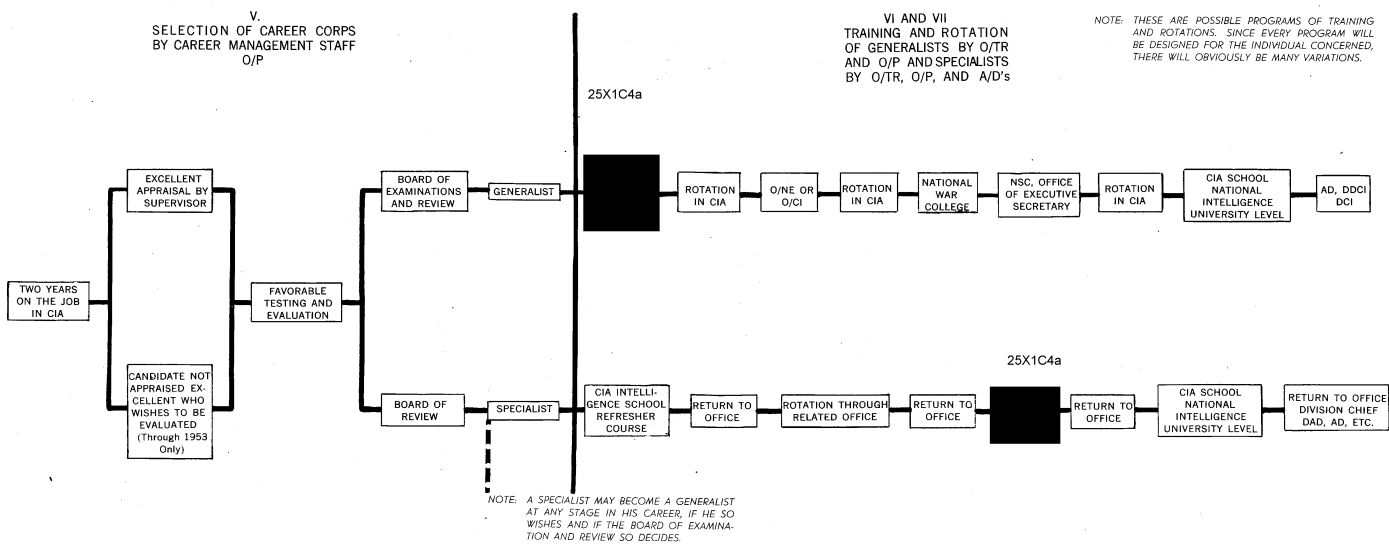 V.
SELECTION OF CAREER CORPS
BY CAREER MANAGEMENT STAFF
O/P
VI AND VII
TRAINING AND ROTATION
OF GENERALISTS BY O/TR
AND O/P AND SPECIALISTS
BY O/TR, O/P, AND A/D's
NOTE: THESE ARE POSSIBLE PROGRAMS OF TRAINING
AND ROTATIONS. SINCE EVERY PROGRAM WILL
BE DESIGNED FOR THE INDIVIDUAL CONCERNED,
THERE WILL OBVIOUSLY BE MANY VARIATIONS.
TWO YEARS
ON THE JOB
IN CIA
EXCELLENT
APPRAISAL BY
SUPERVISOR
CANDIDATE NOT
APPRAISED EX-
CELLENT WHO
WISHES TO BE
EVALUATED
(Through 1953
Only)
FAVORABLE
TESTING AND
EVALUATION
BOARD OF
EXAMINATIONS
AND REVIEW
GENERALIST
25X1C4a
ROTATION
IN CIA
O/NE OR
O/CI
ROTATION
IN CIA
NATIONAL
WAR
COLLEGE
NSC, OFFICE
OF EXECUTIVE
SECRETARY
ROTATION
IN CIA
CIA SCHOOL
NATIONAL
INTELLIGENCE
UNIVERSITY LEVEL
AD, DDCI
DCI
BOARD OF
REVIEW
SPECIALIST
CIA INTELLI-
GENCE SCHOOL
REFRESHER
COURSE
RETURN TO
OFFICE
ROTATION THROUGH
RELATED OFFICE
RETURN TO
OFFICE
25X1C4a
RETURN TO
OFFICE
CIA SCHOOL
NATIONAL
INTELLIGENCE
UNIVERSITY LEVEL
RETURN TO OFFICE
DIVISION CHIEF
DAD, AD, ETC.
NOTE: A SPECIALIST MAY BECOME A GENERALIST
AT ANY STAGE IN HIS CAREER, IF HE SO
WISHES AND IF THE BOARD OF EXAMINA-
TION AND REVIEW SO DECIDES.